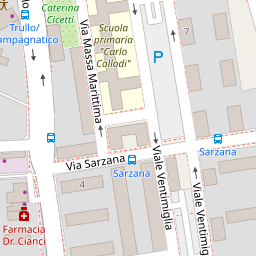 Caterina
Cicetti
Trullo/
Campagnatico
Via Massa Marittima
Scuola
primaria
"Carlo
Collodi"
P
7
Via Sarzana
Sarzana
Sarzana
4
Viale Ventimiglia
Viale Ventimig
Farmacia
Dr. Cianci